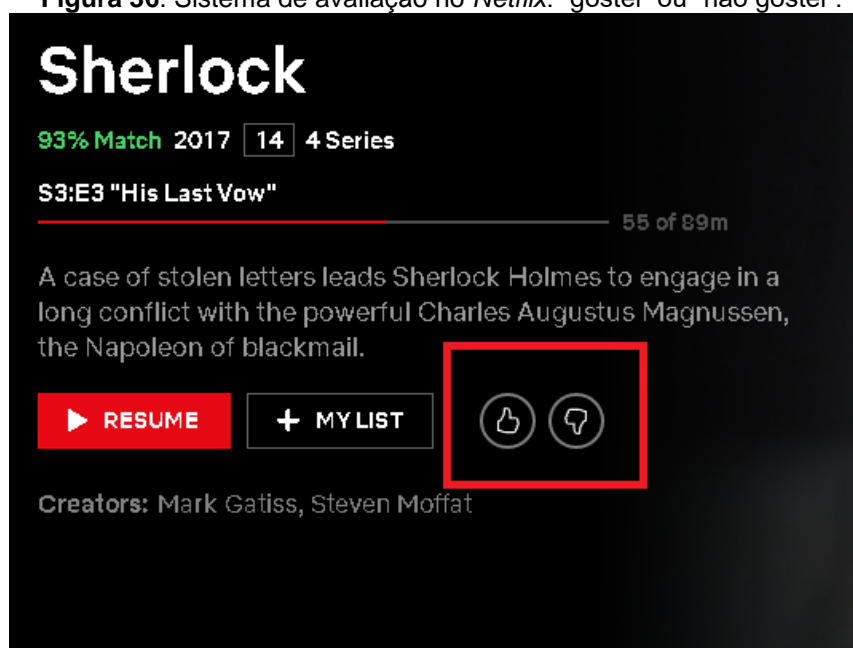 Figura 36: Sistema de avaliação no Netflix: "gostei" ou "não gostei".
Sherlock
93% Match 2017 14 4 Series
S3:E3 "His Last Vow"
55 of 89m
A case of stolen letters leads Sherlock Holmes to engage in a
long conflict with the powerful Charles Augustus Magnussen,
the Napoleon of blackmail.
RESUME + MY LIST
Creators: Mark Gatiss, Steven Moffat